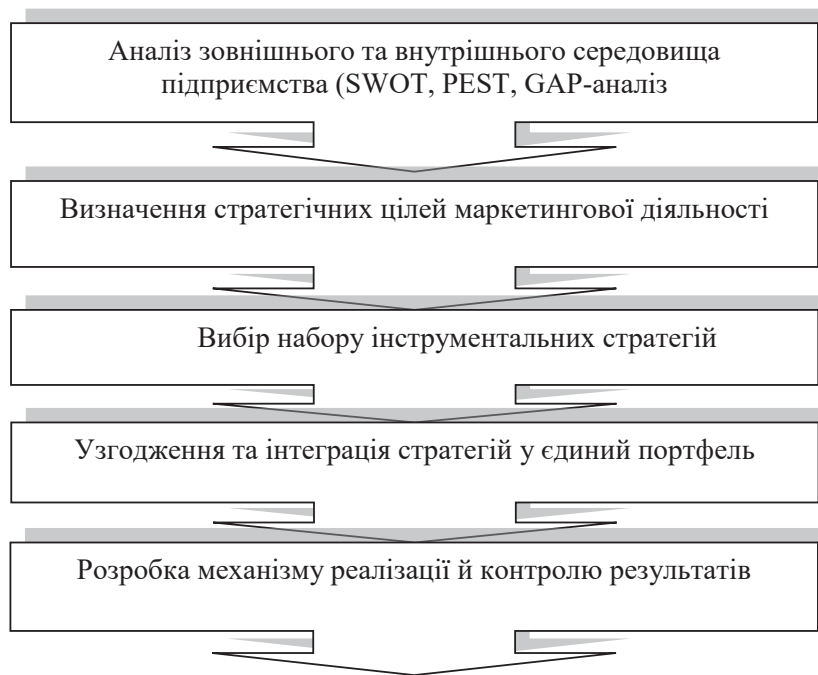 Аналіз зовнішнього та внутрішнього середовища
підприємства (SWOT, PEST, GAP-аналіз
Визначення стратегічних цілей маркетингової діяльності
Вибір набору інструментальних стратегій
Узгодження та інтеграція стратегій у єдиний портфель
Розробка механізму реалізації й контролю результатів